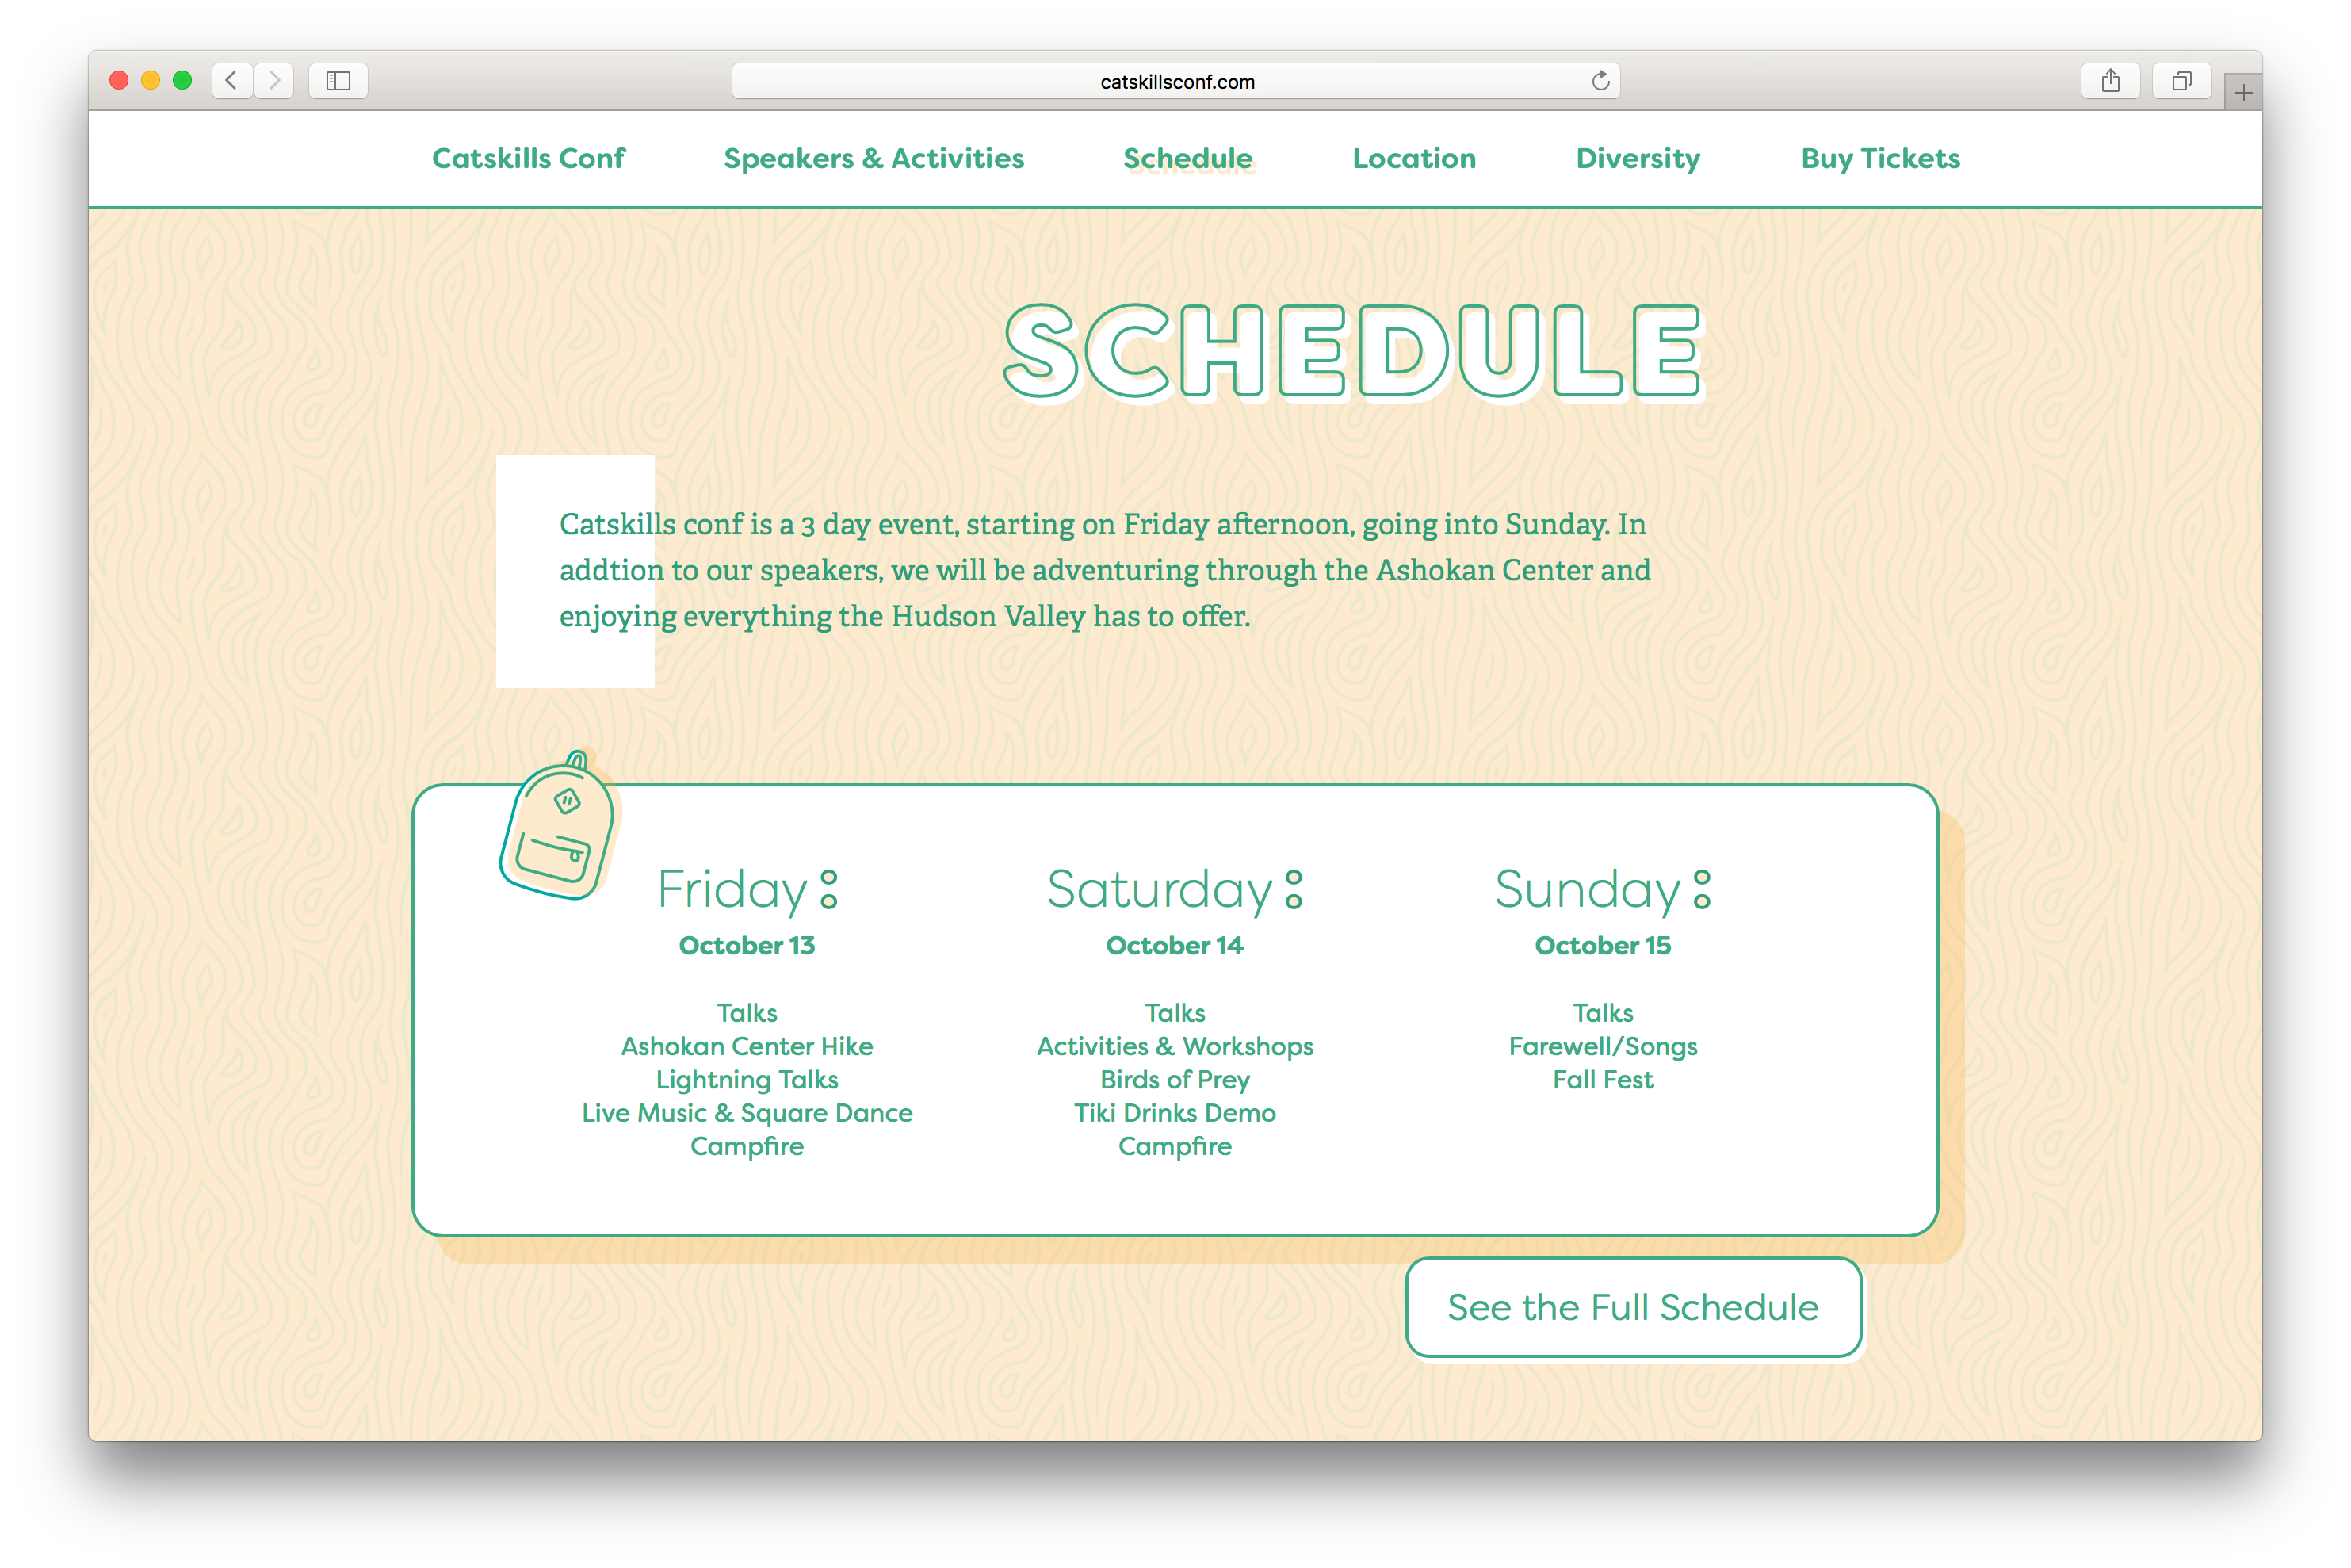 catskillsconf.com
Catskills Conf Speakers & Activities Schedule Location Diversity Buy Tickets
SCHEDULE
Catskills conf is a 3 day event, starting on Friday afternoon, going into Sunday. In
addtion to our speakers, we will be adventuring through the Ashokan Center and
enjoying everything the Hudson Valley has to offer.
Friday:
October 13
Talks
Ashokan Center Hike
Lightning Talks
Live Music & Square Dance
Campfire
Saturday:
October 14
Talks
Activities & Workshops
Birds of Prey
Tiki Drinks Demo
Campfire
Sunday:
October 15
Talks
Farewell/Songs
Fall Fest
See the Full Schedule